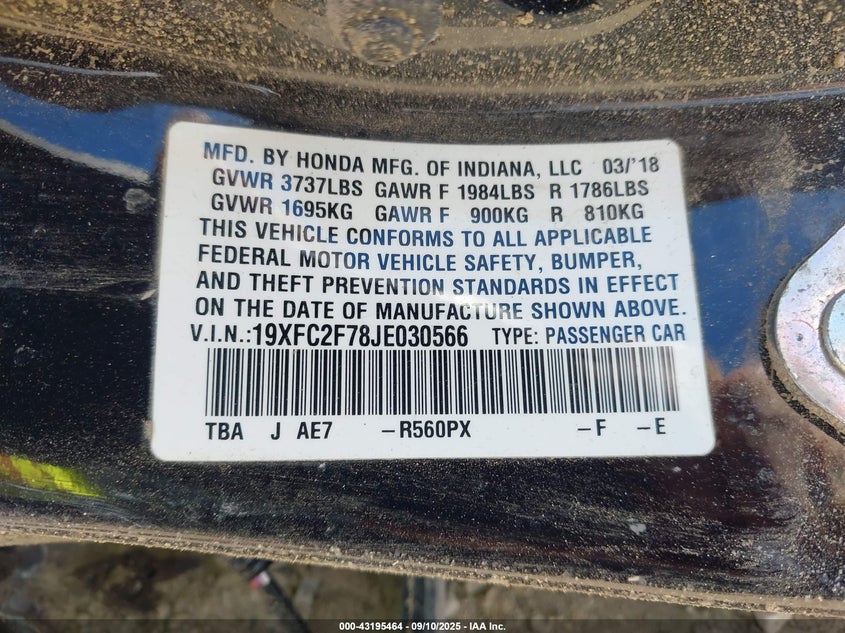 MFD. BY HONDA MFG. OF INDIANA, LLC 03/'18
GVWR 3737LBS GAWR F 1984LBS R 1786LBS
GVWR 1695KG GAWR F 900KG R 810KG
THIS VEHICLE CONFORMS TO ALL APPLICABLE
FEDERAL MOTOR VEHICLE SAFETY, BUMPER,
AND THEFT PREVENTION STANDARDS IN EFFECT
ON THE DATE OF MANUFACTURE SHOWN ABOVE.
V.I.N.:19XFC2F78JE030566 TYPE: PASSENGER CAR
TBA J AE7 –R560PX –F –E
000-43195464 – 09/10/2025 – IAA Inc.